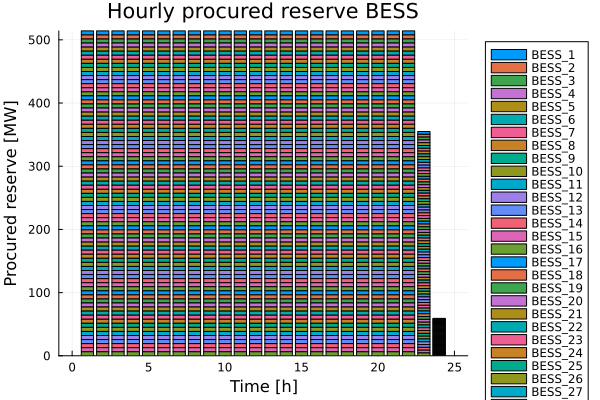 Hourly procured reserve BESS
Procured reserve [MW]
500
400
300
200
100
0
0 5 10 15 20 25
Time [h]
BESS_1
BESS_2
BESS_3
BESS_4
BESS_5
BESS_6
BESS_7
BESS_8
BESS_9
BESS_10
BESS_11
BESS_12
BESS_13
BESS_14
BESS_15
BESS_16
BESS_17
BESS_18
BESS_19
BESS_20
BESS_21
BESS_22
BESS_23
BESS_24
BESS_25
BESS_26
BESS_27